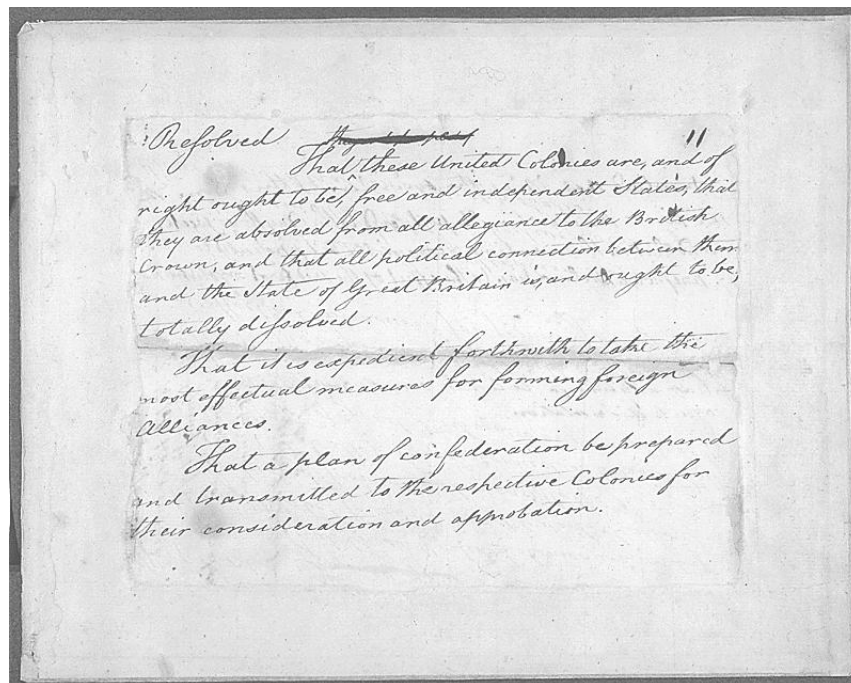 Resolved 11
That these United Colonies are, and of
right ought to be, free and independent States, that
they are absolved from all allegiance to the British
Crown, and that all political connection between them
and the State of Great Britain is, and ought to be,
totally dissolved.
That it is expedient forthwith to take the
most effectual measures for forming foreign
Alliances.
That a plan of confederation be prepared
and transmitted to the respective Colonies for
their consideration and approbation.